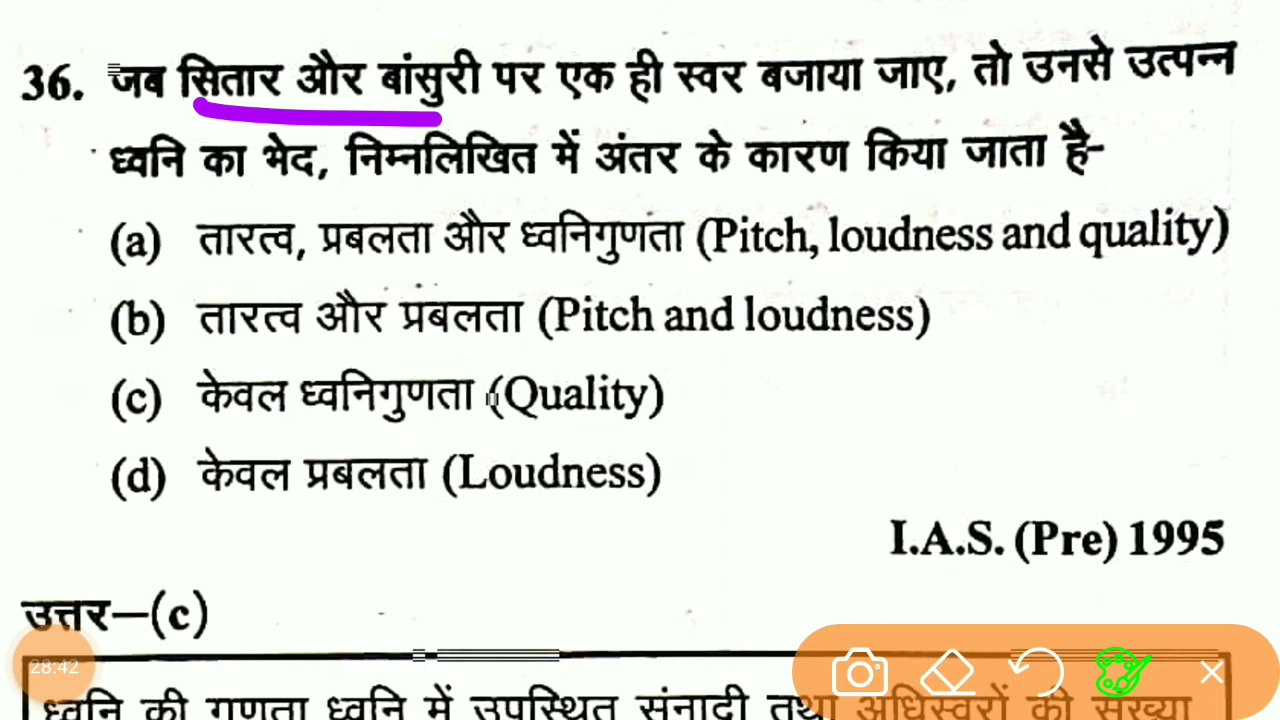 36. जब सितार और बांसुरी पर एक ही स्वर बजाया जाए, तो उनसे उत्पन्न
ध्वनि का भेद, निम्नलिखित में अंतर के कारण किया जाता है-
(a) तारत्व, प्रबलता और ध्वनिगुणता (Pitch, loudness and quality)
(b) तारत्व और प्रबलता (Pitch and loudness)
(c) केवल ध्वनिगुणता (Quality)
(d) केवल प्रबलता (Loudness)
I.A.S. (Pre) 1995
उत्तर–(c)
28:42
ध्वनि की गुणता ध्वनि में उपस्थित संनादी तथा अधिस्वरों की संख्या